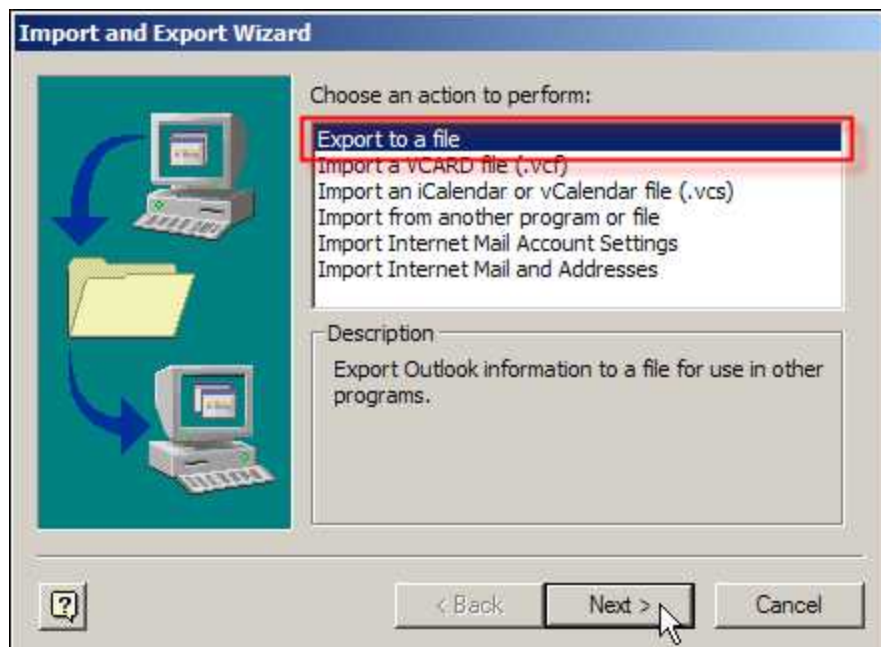 Import and Export Wizard
Choose an action to perform:
Export to a file
Import a VCARD file (.vcf)
Import an iCalendar or vCalendar file (.vcs)
Import from another program or file
Import Internet Mail Account Settings
Import Internet Mail and Addresses
Description
Export Outlook information to a file for use in other
programs.
?
< Back
Next >
Cancel